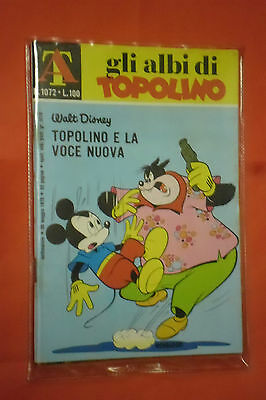 A
gli albi di
TOPOLINO
N.1072 • L.100
Walt Disney
TOPOLINO E LA
VOCE NUOVA